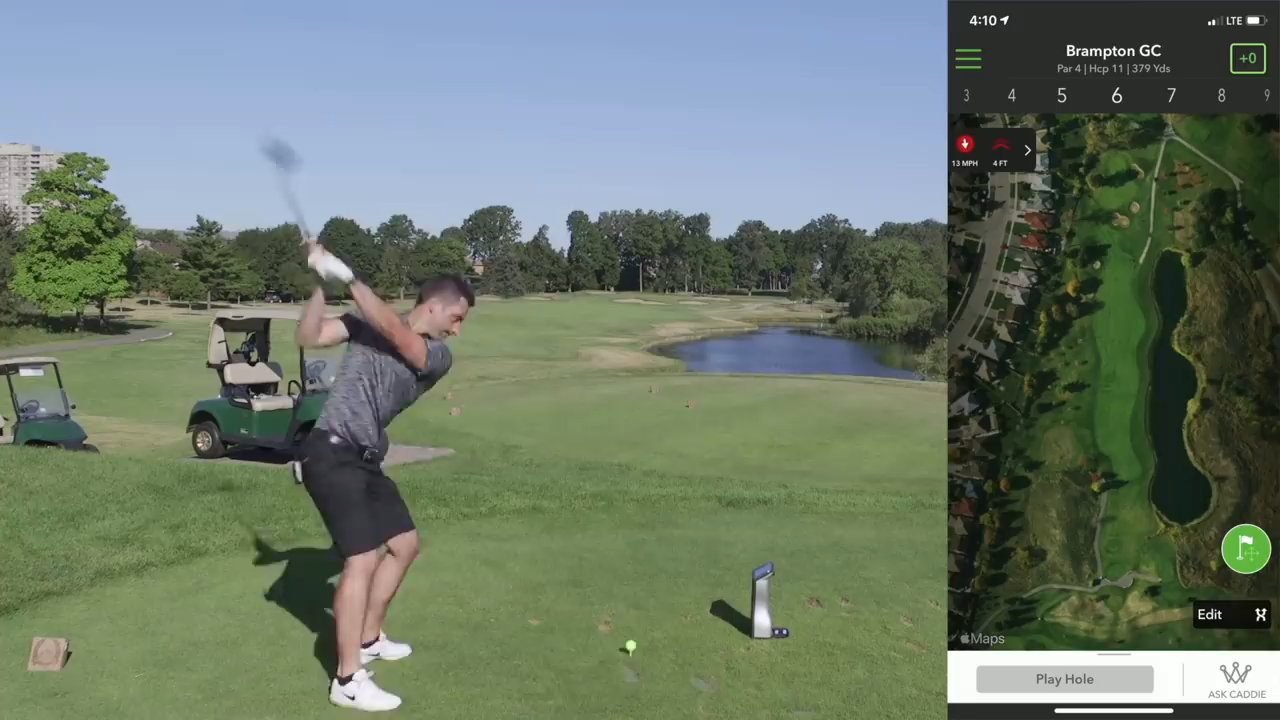 4:10
LTE
Brampton GC
Par 4 | Hcp 11 | 379 Yds
+0
3 4 5 6 7 8 9
13 MPH
4 FT
Edit
Maps
Play Hole
ASK CADDIE